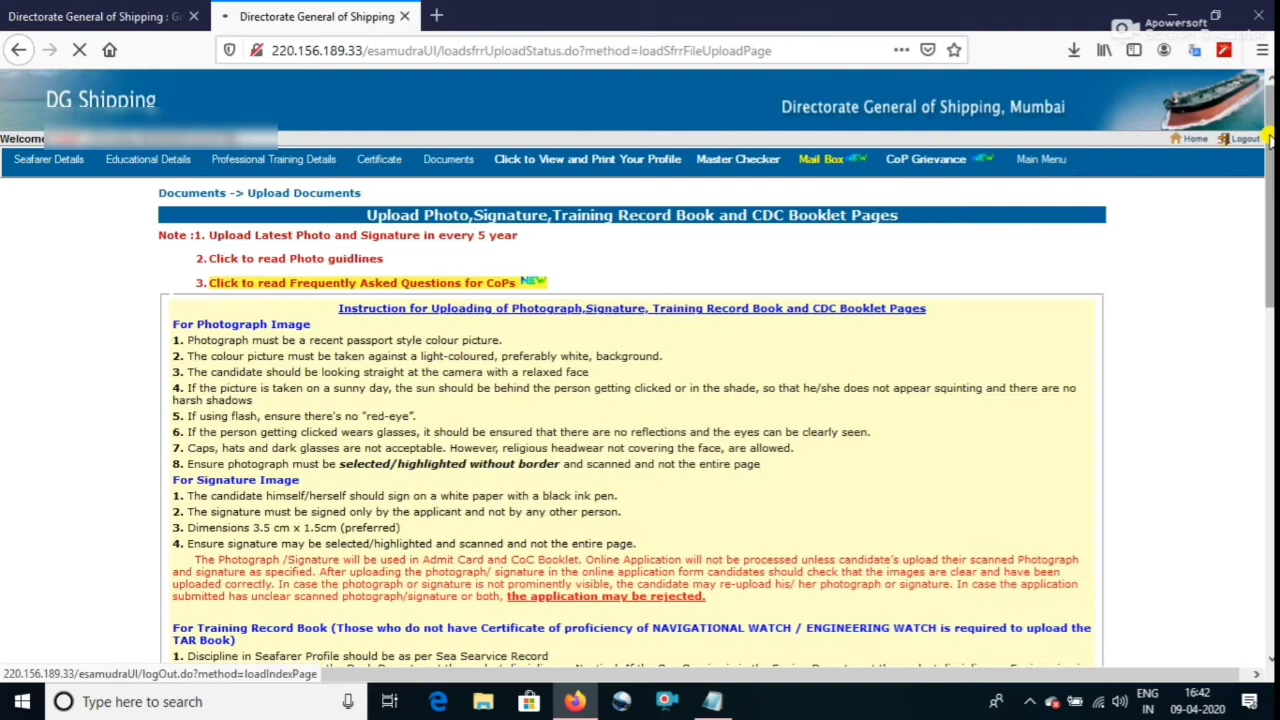 Directorate General of Shipping : G
Directorate General of Shipping
Apowersoft
220.156.189.33/esamudraUI/loadsfrrUploadStatus.do?method=loadSfrrFileUploadPage
DG Shipping
Directorate General of Shipping, Mumbai
Welcome
Home
Logout
Seafarer Details
Educational Details
Professional Training Details
Certificate
Documents
Click to View and Print Your Profile
Master Checker
Mail Box
CoP Grievance
Main Menu
Documents -> Upload Documents
Upload Photo,Signature,Training Record Book and CDC Booklet Pages
Note :1. Upload Latest Photo and Signature in every 5 year
2. Click to read Photo guidlines
3. Click to read Frequently Asked Questions for CoPs NEW
Instruction for Uploading of Photograph,Signature, Training Record Book and CDC Booklet Pages
For Photograph Image
1. Photograph must be a recent passport style colour picture.
2. The colour picture must be taken against a light-coloured, preferably white, background.
3. The candidate should be looking straight at the camera with a relaxed face
4. If the picture is taken on a sunny day, the sun should be behind the person getting clicked or in the shade, so that he/she does not appear squinting and there are no
harsh shadows
5. If using flash, ensure there's no "red-eye".
6. If the person getting clicked wears glasses, it should be ensured that there are no reflections and the eyes can be clearly seen.
7. Caps, hats and dark glasses are not acceptable. However, religious headwear not covering the face, are allowed.
8. Ensure photograph must be selected/highlighted without border and scanned and not the entire page
For Signature Image
1. The candidate himself/herself should sign on a white paper with a black ink pen.
2. The signature must be signed only by the applicant and not by any other person.
3. Dimensions 3.5 cm x 1.5cm (preferred)
4. Ensure signature may be selected/highlighted and scanned and not the entire page.
The Photograph /Signature will be used in Admit Card and CoC Booklet. Online Application will not be processed unless candidate's upload their scanned Photograph
and signature as specified. After uploading the photograph/ signature in the online application form candidates should check that the images are clear and have been
uploaded correctly. In case the photograph or signature is not prominently visible, the candidate may re-upload his/ her photograph or signature. In case the application
submitted has unclear scanned photograph/signature or both, the application may be rejected.
For Training Record Book (Those who do not have Certificate of proficiency of NAVIGATIONAL WATCH / ENGINEERING WATCH is required to upload the
TAR Book)
1. Discipline in Seafarer Profile should be as per Sea Searvice Record
220.156.189.33/esamudraUI/logOut.do?method=loadIndexPage
Type here to search
ENG
IN
16:42
09-04-2020